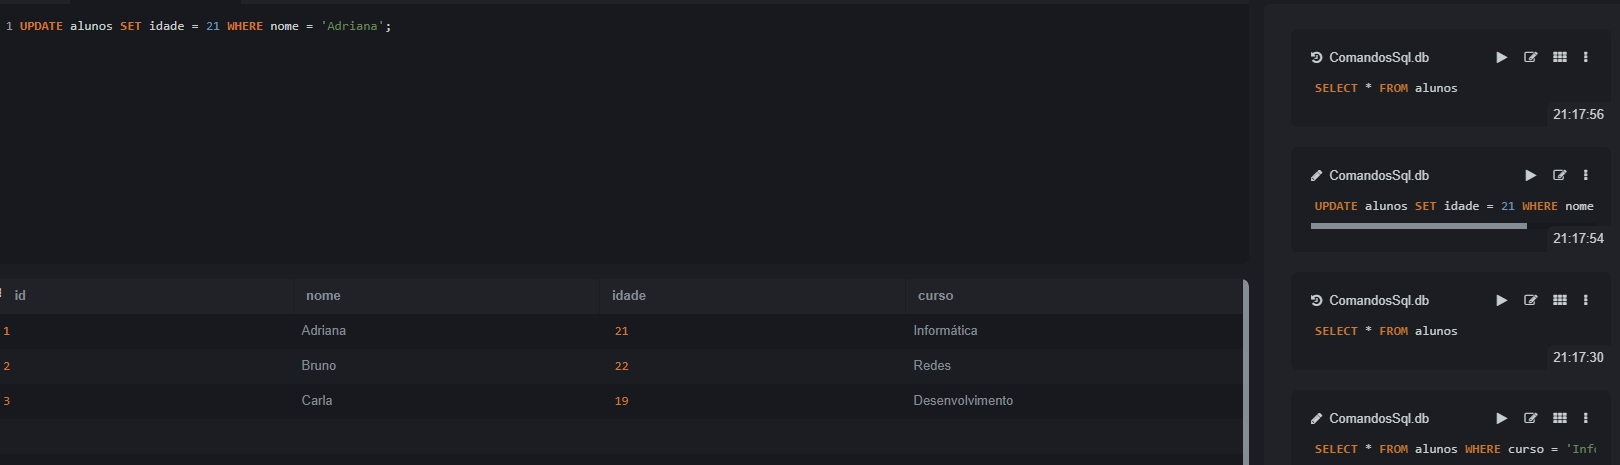 1 UPDATE alunos SET idade = 21 WHERE nome = 'Adriana';
id nome idade curso
1 Adriana 21 Informática
2 Bruno 22 Redes
3 Carla 19 Desenvolvimento
ComandosSql.db
SELECT * FROM alunos
21:17:56
ComandosSql.db
UPDATE alunos SET idade = 21 WHERE nome
21:17:54
ComandosSql.db
SELECT * FROM alunos
21:17:30
ComandosSql.db
SELECT * FROM alunos WHERE curso = 'Inf